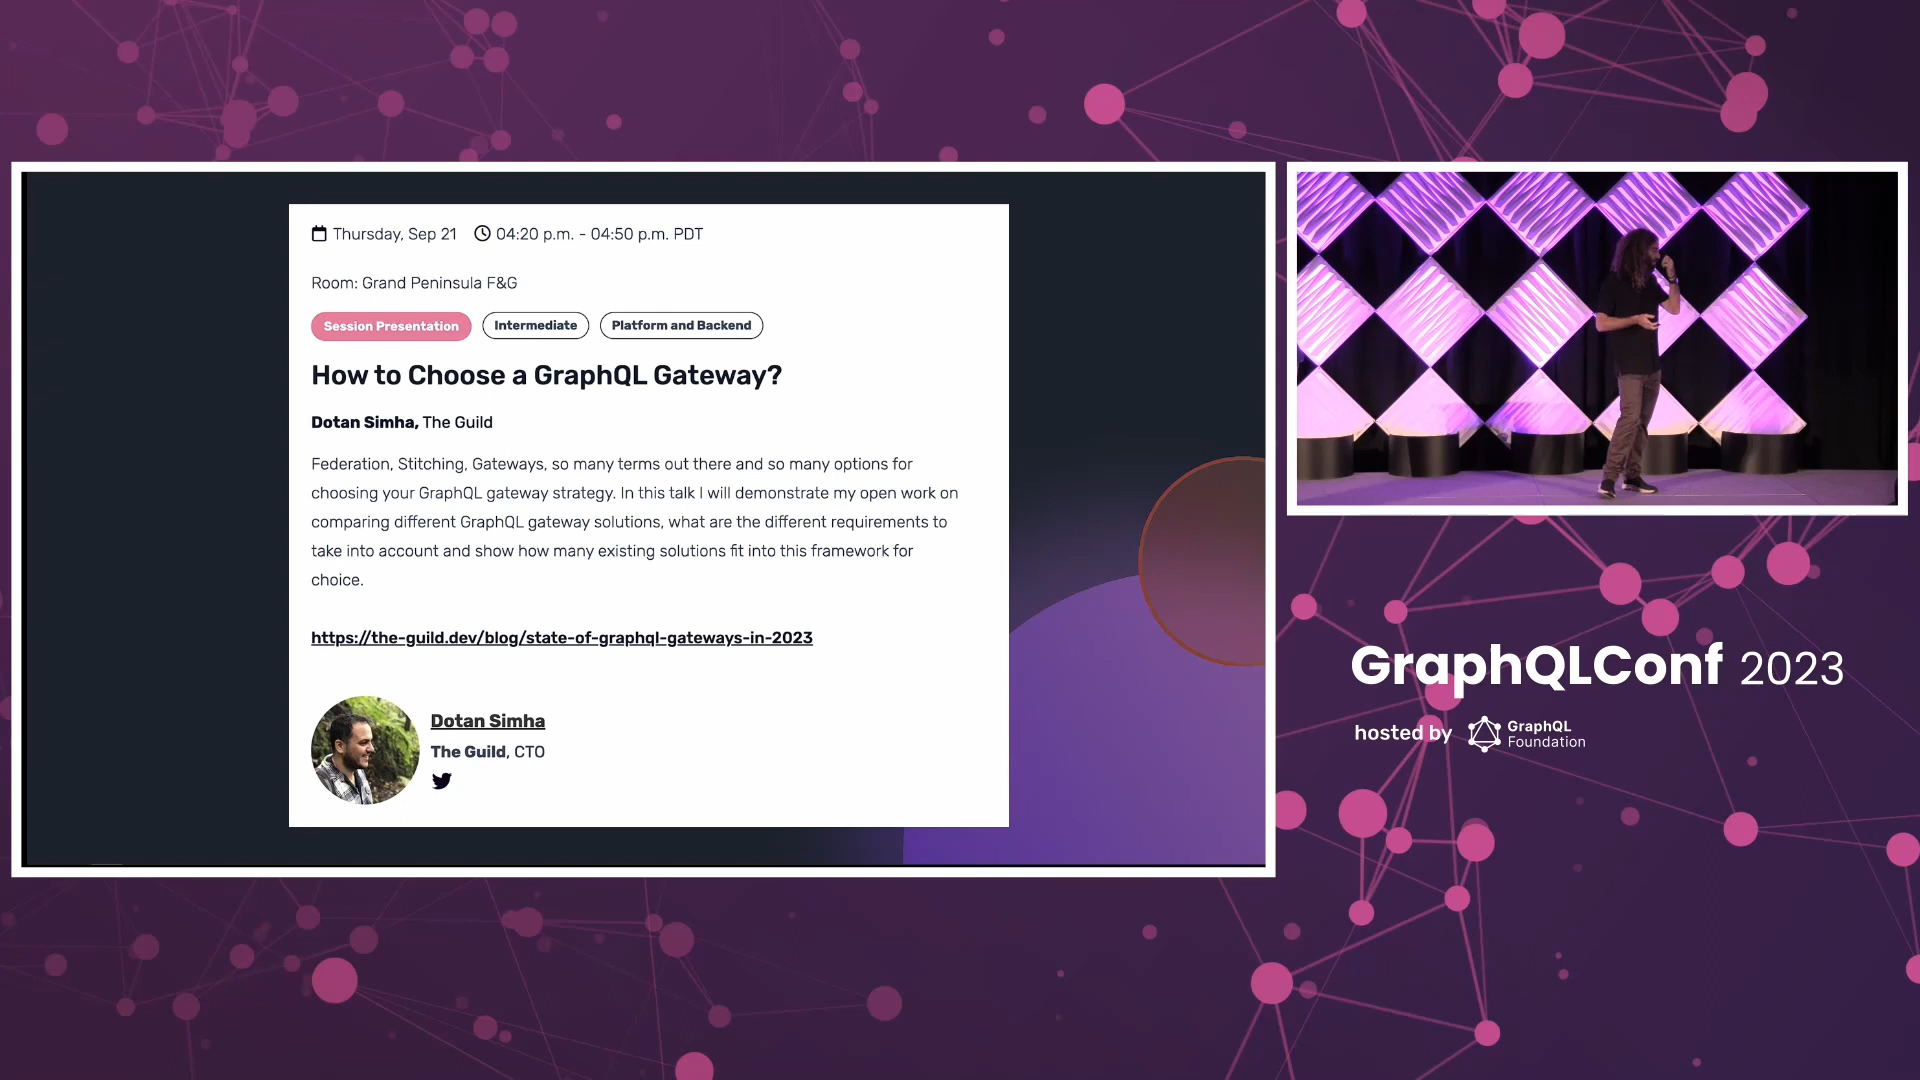 Thursday, Sep 21 04:20 p.m. - 04:50 p.m. PDT
Room: Grand Peninsula F&G
Session Presentation Intermediate Platform and Backend
How to Choose a GraphQL Gateway?
Dotan Simha, The Guild
Federation, Stitching, Gateways, so many terms out there and so many options for
choosing your GraphQL gateway strategy. In this talk I will demonstrate my open work on
comparing different GraphQL gateway solutions, what are the different requirements to
take into account and show how many existing solutions fit into this framework for
choice.
https://the-guild.dev/blog/state-of-graphql-gateways-in-2023
Dotan Simha
The Guild, CTO
GraphQLConf 2023
hosted by GraphQL
Foundation